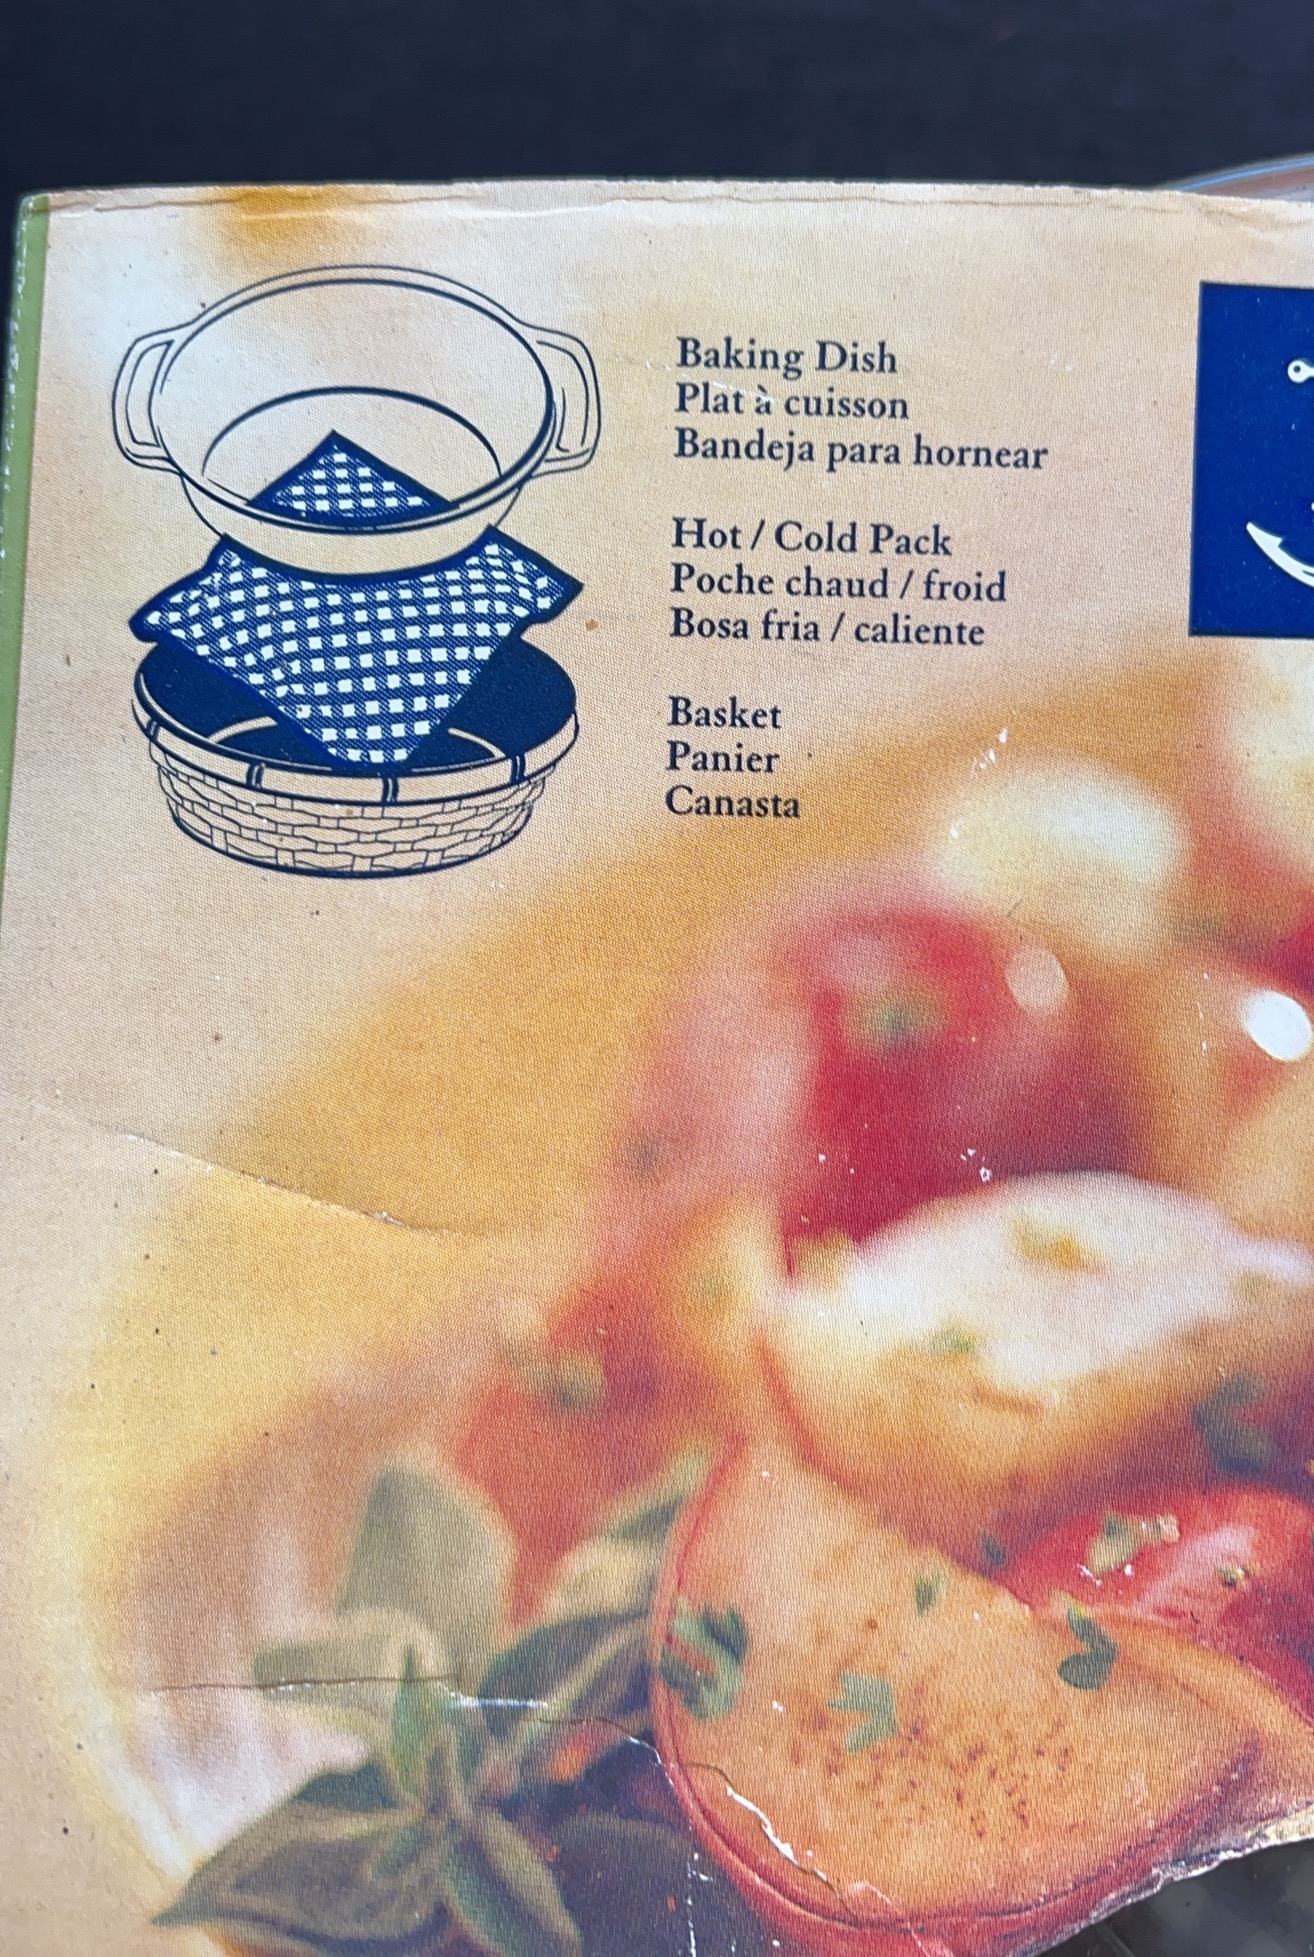 Baking Dish
Plat à cuisson
Bandeja para hornear
Hot / Cold Pack
Poche chaud / froid
Bosa fria / caliente
Basket
Panier
Canasta